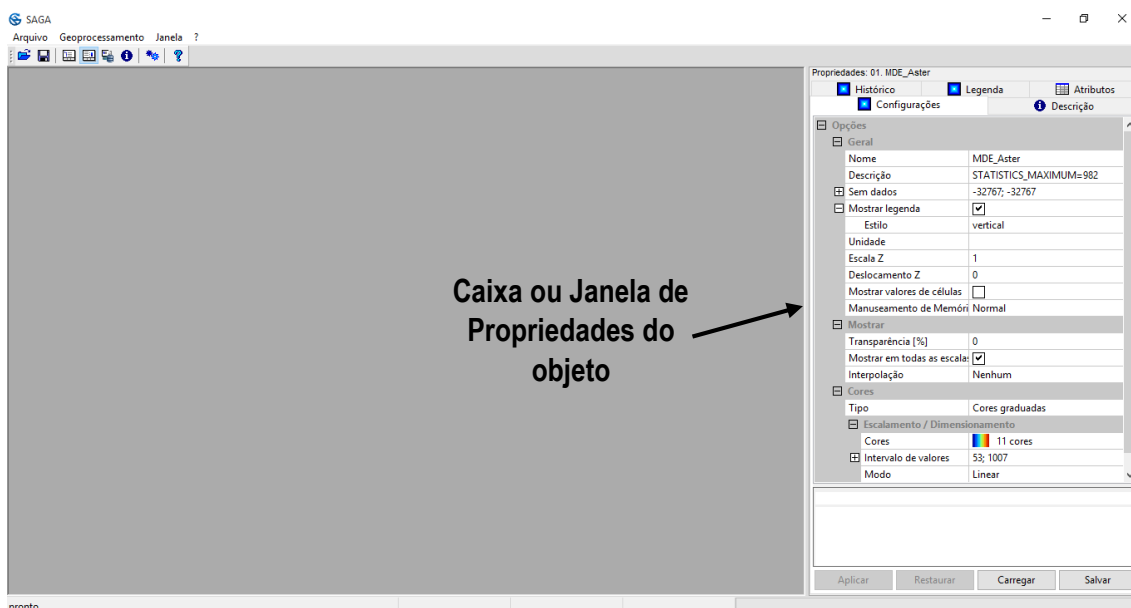 SAGA
Arquivo Geoprocessamento Janela ?
Propriedades: 01. MDE_Aster
Histórico Legenda Atributos
Configurações Descrição
Opções
Geral
Nome MDE_Aster
Descrição STATISTICS_MAXIMUM=982
Sem dados -32767; -32767
Mostrar legenda
Estilo vertical
Unidade
Escala Z 1
Deslocamento Z 0
Mostrar valores de células
Manuseamento de Memóri Normal
Mostrar
Transparência [%] 0
Mostrar em todas as escala
Interpolação Nenhum
Cores
Tipo Cores graduadas
Escalamento / Dimensionamento
Cores 11 cores
Intervalo de valores 53; 1007
Modo Linear
Caixa ou Janela de
Propriedades do
objeto
Aplicar Restaurar Carregar Salvar
pronto